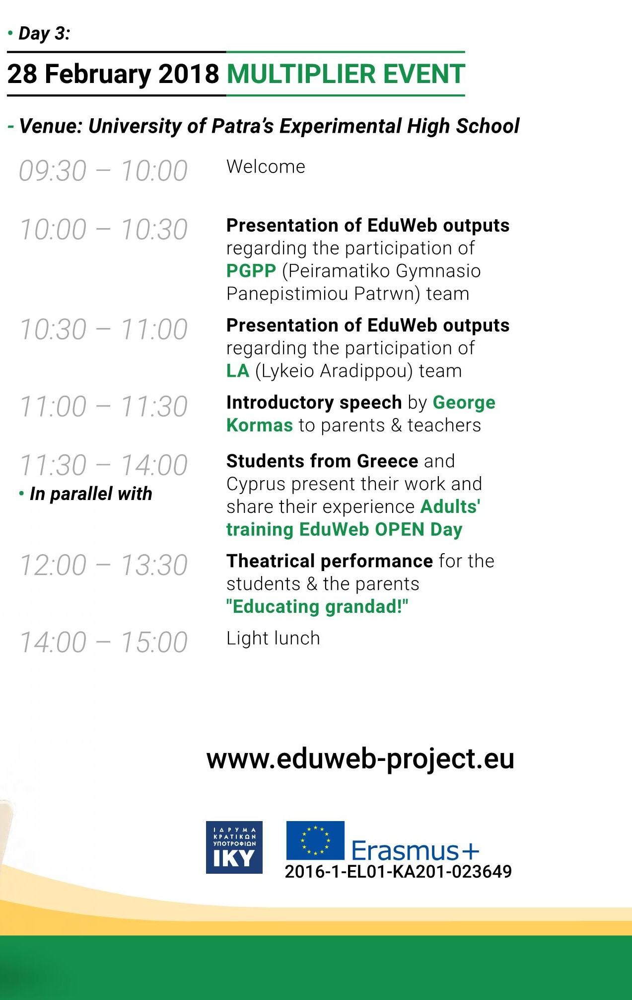 • Day 3:
28 February 2018 MULTIPLIER EVENT
- Venue: University of Patra’s Experimental High School
09:30 – 10:00 Welcome
10:00 – 10:30 Presentation of EduWeb outputs
regarding the participation of
PGPP (Peiramatiko Gymnasio
Panepistimiou Patrwn) team
10:30 – 11:00 Presentation of EduWeb outputs
regarding the participation of
LA (Lykeio Aradippou) team
11:00 – 11:30 Introductory speech by George
Kormas to parents & teachers
11:30 – 14:00 Students from Greece and
• In parallel with Cyprus present their work and
share their experience Adults'
training EduWeb OPEN Day
12:00 – 13:30 Theatrical performance for the
students & the parents
"Educating grandad!"
14:00 – 15:00 Light lunch
www.eduweb-project.eu
ΙΔΡΥΜΑ
ΚΡΑΤΙΚΩΝ
ΥΠΟΤΡΟΦΙΩΝ
ΙΚΥ
Erasmus+
2016-1-EL01-KA201-023649